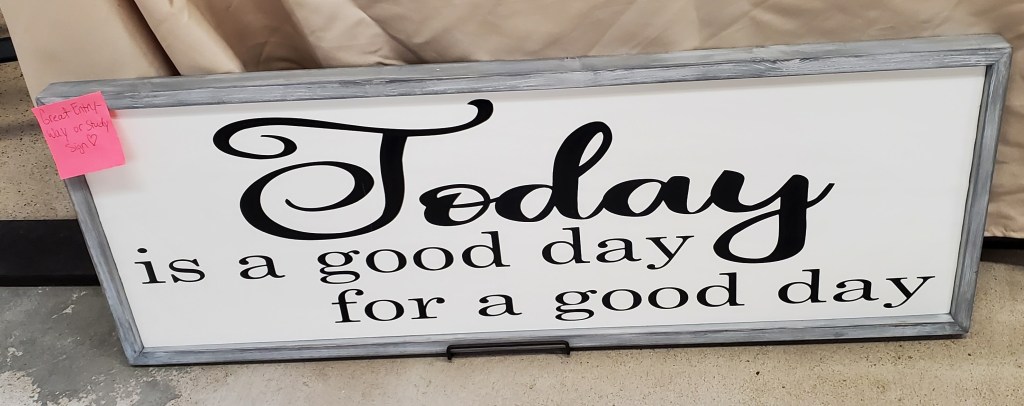 Great Entry-
way or Study
Sign ♡
Today
is a good day
for a good day